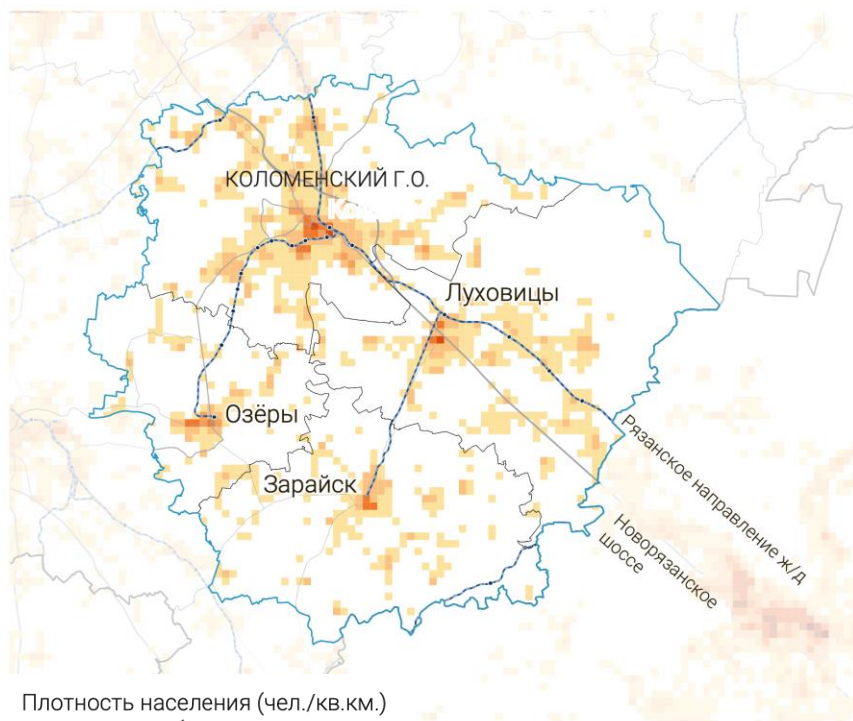 КОЛОМЕНСКИЙ Г.О.
Луховицы
Озёры
Зарайск
Рязанское направление ж/д
Новорязанское
шоссе
Плотность населения (чел./кв.км.)